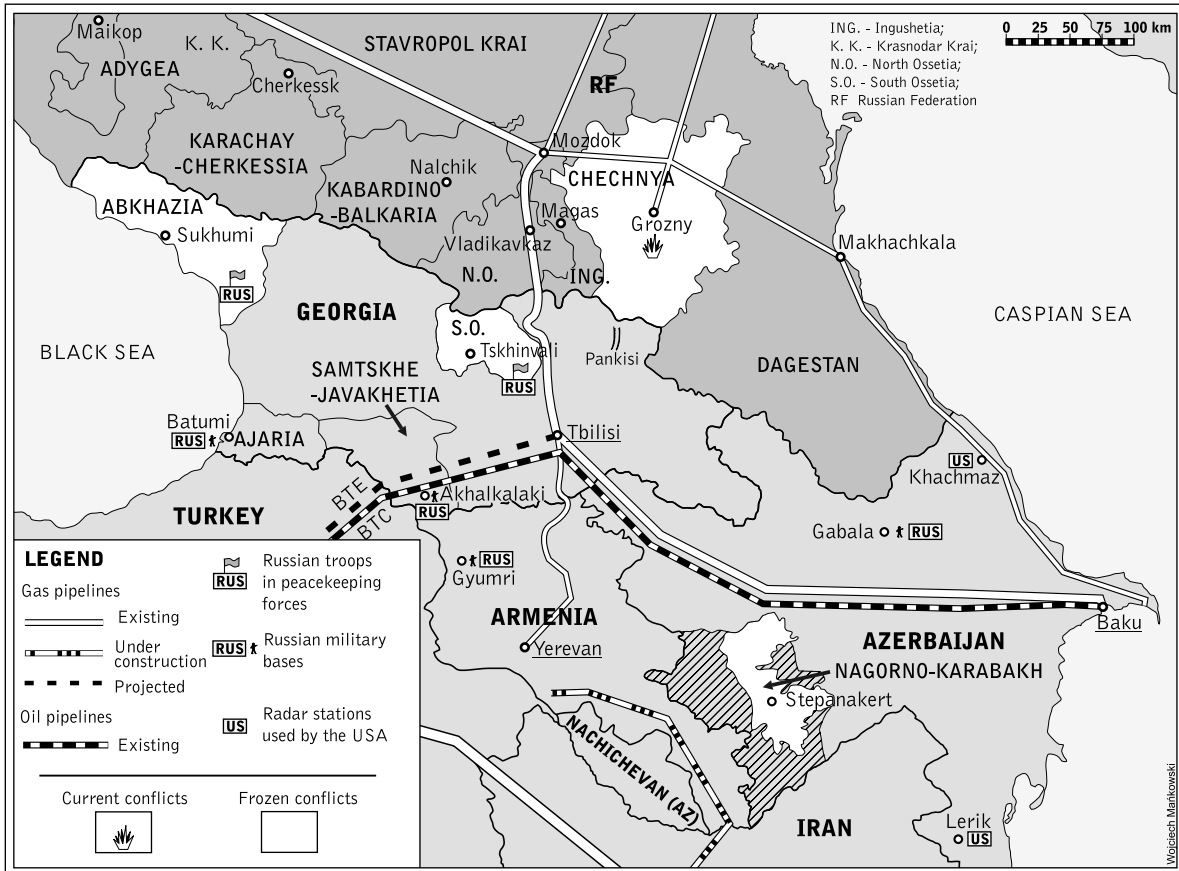 Maikop
K. K.
STAVROPOL KRAI
ADYGEA
Cherkessk
RF
ING. - Ingushetia;
K. K. - Krasnodar Krai;
N.O. - North Ossetia;
S.O. - South Ossetia;
RF Russian Federation
0 25 50 75 100 km
KARACHAY
-CHERKESSIA
Mozdok
Nalchik
KABARDINO
-BALKARIA
CHECHNYA
ABKHAZIA
Sukhumi
Magas
Grozny
Vladikavkaz
Makhachkala
N.O.
ING.
RUS
GEORGIA
CASPIAN SEA
S.O.
BLACK SEA
Tskhinvali
Pankisi
DAGESTAN
SAMTSKHE
-JAVAKHETIA
RUS
Batumi
RUS
AJARIA
Tbilisi
US
Khachmaz
BTE
BTC
Akhalkalaki
RUS
TURKEY
Gabala
RUS
RUS
Gyumri
ARMENIA
Yerevan
AZERBAIJAN
Baku
NAGORNO-KARABAKH
Stepanakert
NACHICHEVAN (AZ)
IRAN
Lerik
US
LEGEND
Gas pipelines
Existing
Under
construction
Projected
Oil pipelines
Existing
RUS
Russian troops
in peacekeeping
forces
RUS
Russian military
bases
US
Radar stations
used by the USA
Current conflicts
Frozen conflicts
Wojciech Mańkowski